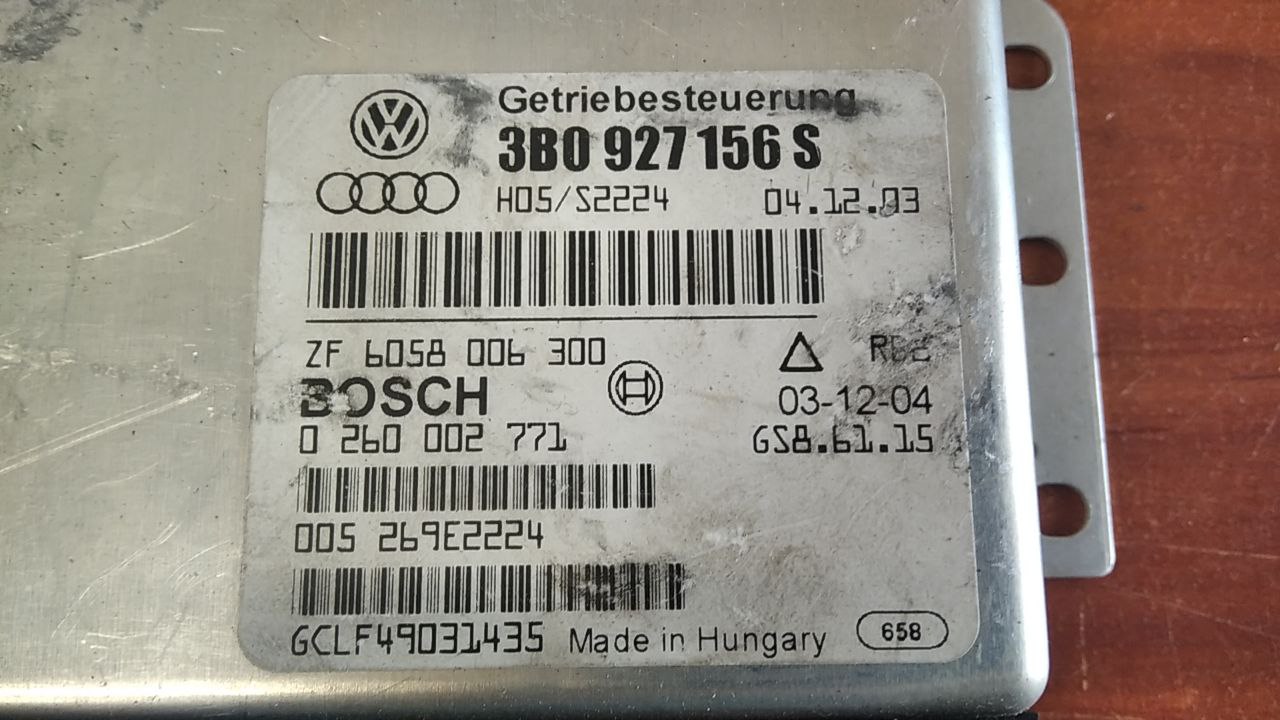 Getriebesteuerung
3B0 927 156 S
H05/S2224 04.12.03
ZF 6058 006 300
BOSCH 03-12-04
0 260 002 771 GS8.61.15
005 269E2224
GCLF49031435 Made in Hungary 658